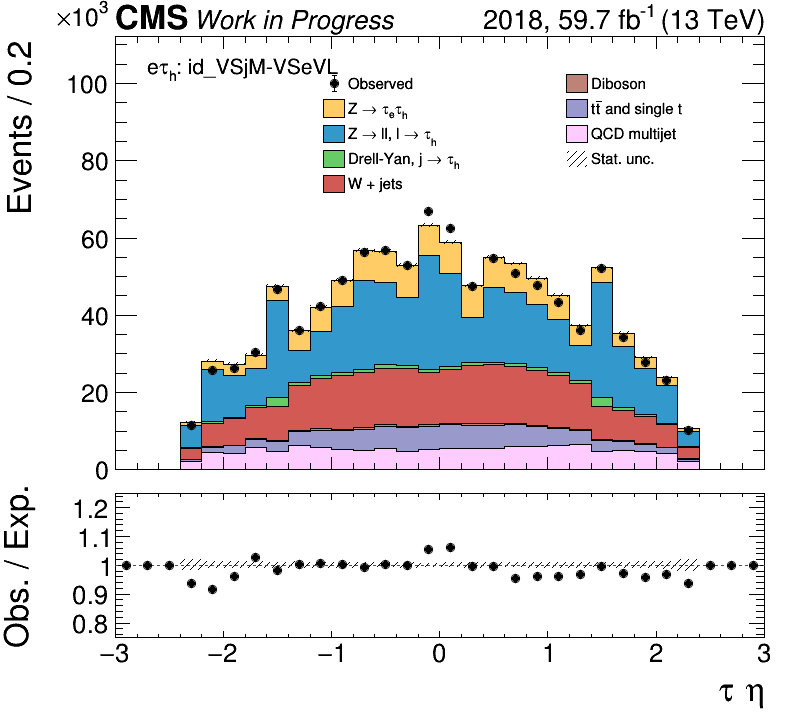 ×10³ CMS Work in Progress 2018, 59.7 fb⁻¹ (13 TeV)
eτₕ: id_VSjM-VSeVL
Observed
Z → τₑτₕ
Z → ll, l → τₕ
Drell-Yan, j → τₕ
W + jets
Diboson
tt̄ and single t
QCD multijet
Stat. unc.
Events / 0.2
100
80
60
40
20
0
Obs. / Exp.
1.2
1.1
1
0.9
0.8
−3 −2 −1 0 1 2 3
τ η